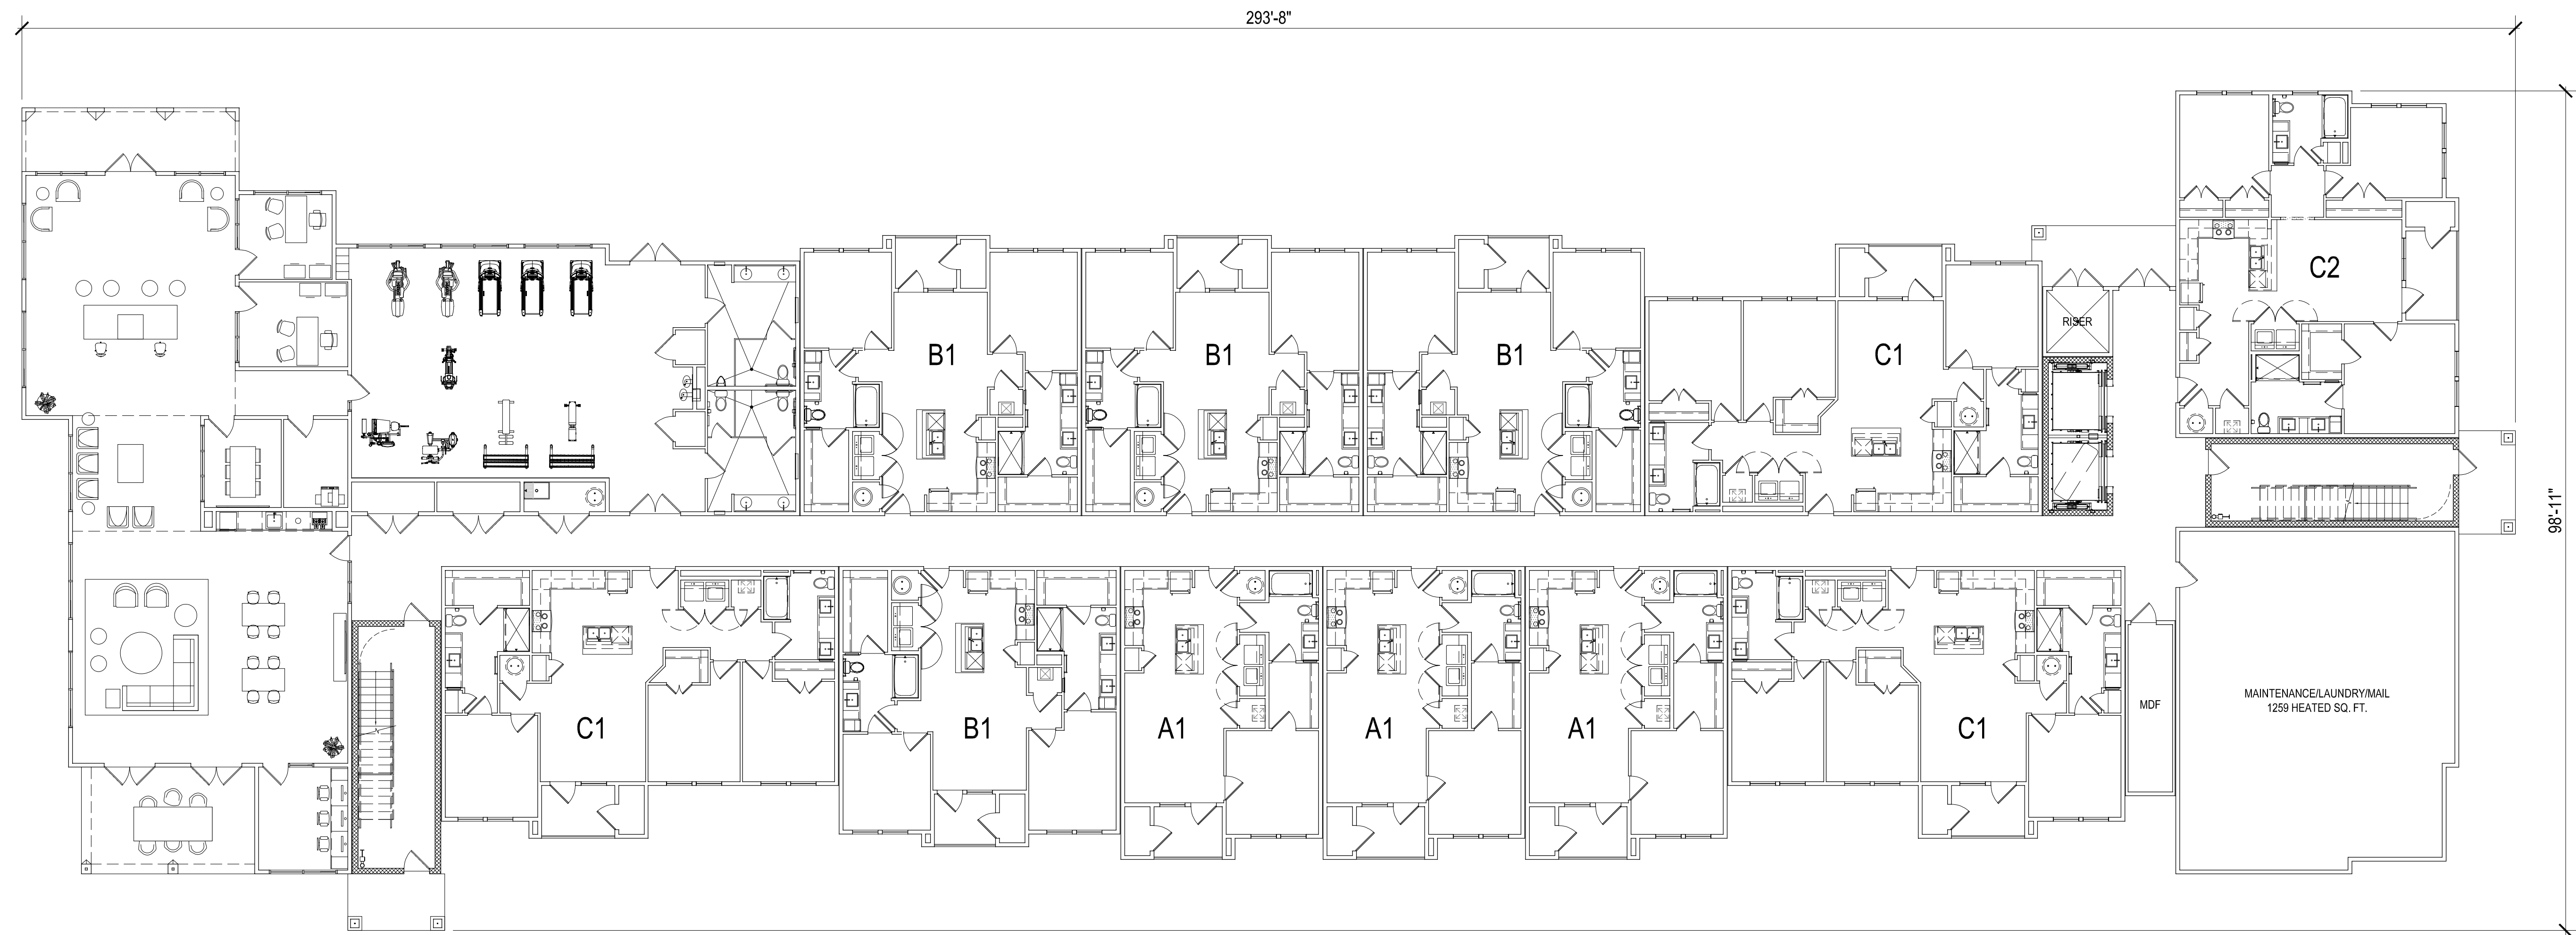 293'-8"
C2
RISER
B1
B1
B1
C1
98'-11"
MAINTENANCE/LAUNDRY/MAIL
1259 HEATED SQ. FT.
MDF
C1
B1
A1
A1
A1
C1